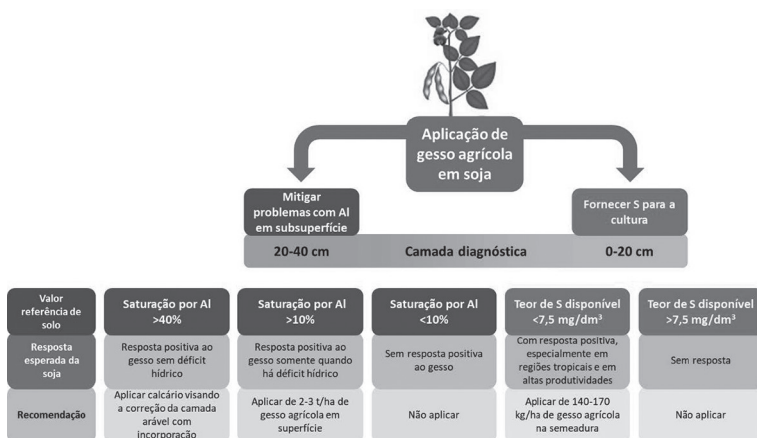 Aplicação de
gesso agrícola
em soja
Mitigar
problemas com Al
em subsuperfície
Fornecer S para a
cultura
20-40 cm
Camada diagnóstica
0-20 cm
Valor
referência de
solo
Saturação por Al
>40%
Saturação por Al
>10%
Saturação por Al
<10%
Teor de S disponível
<7,5 mg/dm³
Teor de S disponível
>7,5 mg/dm³
Resposta
esperada da
soja
Resposta positiva ao
gesso sem déficit
hídrico
Resposta positiva ao
gesso somente quando
há déficit hídrico
Sem resposta positiva
ao gesso
Com resposta positiva,
especialmente em
regiões tropicais e em
altas produtividades
Sem resposta
Recomendação
Aplicar calcário visando
a correção da camada
arável com
incorporação
Aplicar de 2-3 t/ha de
gesso agrícola em
superfície
Não aplicar
Aplicar de 140-170
kg/ha de gesso agrícola
na semeadura
Não aplicar